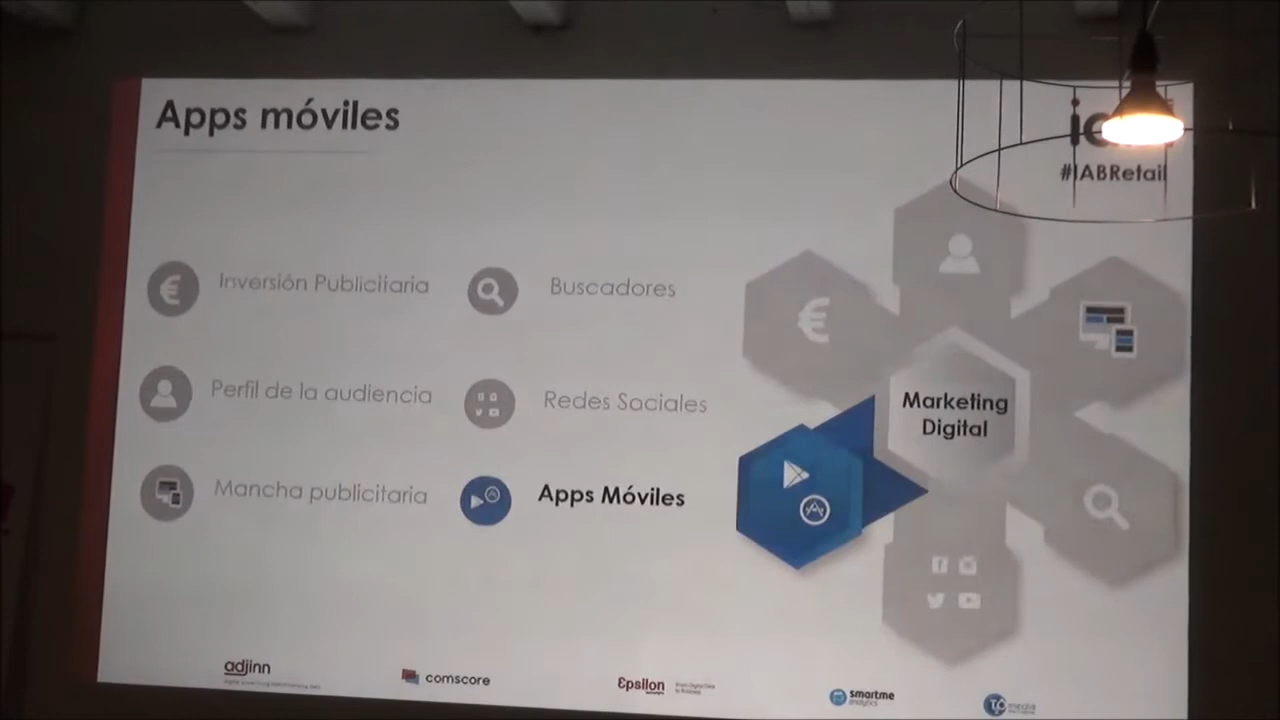 Apps móviles
#IABRetail
Inversión Publicitaria
Buscadores
Perfil de la audiencia
Redes Sociales
Mancha publicitaria
Apps Móviles
Marketing
Digital
adjinn
comscore
Epsilon
smartme
analytics
media